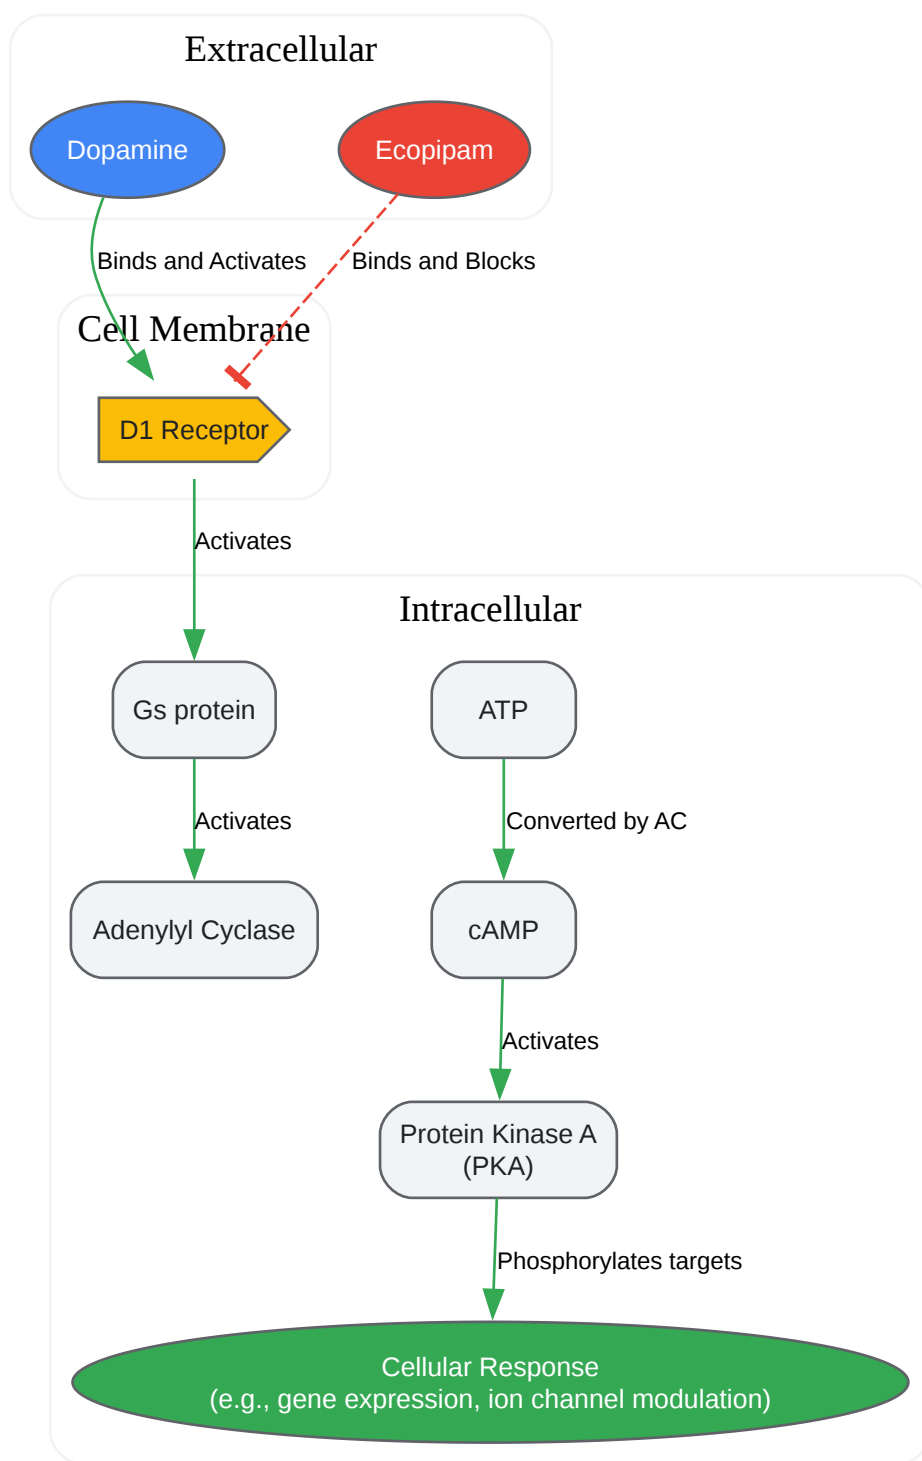 Extracellular
Dopamine
Ecopipam
Binds and Activates
Binds and Blocks
Cell Membrane
D1 Receptor
Activates
Intracellular
Gs protein
ATP
Activates
Converted by AC
Adenylyl Cyclase
cAMP
Activates
Protein Kinase A
(PKA)
Phosphorylates targets
Cellular Response
(e.g., gene expression, ion channel modulation)